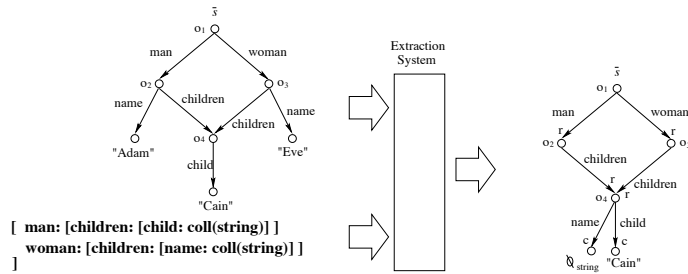 s̄
o₁
man
woman
o₂
o₃
name
children
children
name
"Adam"
o₄
"Eve"
child
"Cain"
[ man: [children: [child: coll(string)] ]
woman: [children: [name: coll(string)] ]
]
Extraction
System
s̄
o₁
man
woman
r
r
o₂
o₃
children
children
r
o₄
r
name
child
c
c
∅string
"Cain"